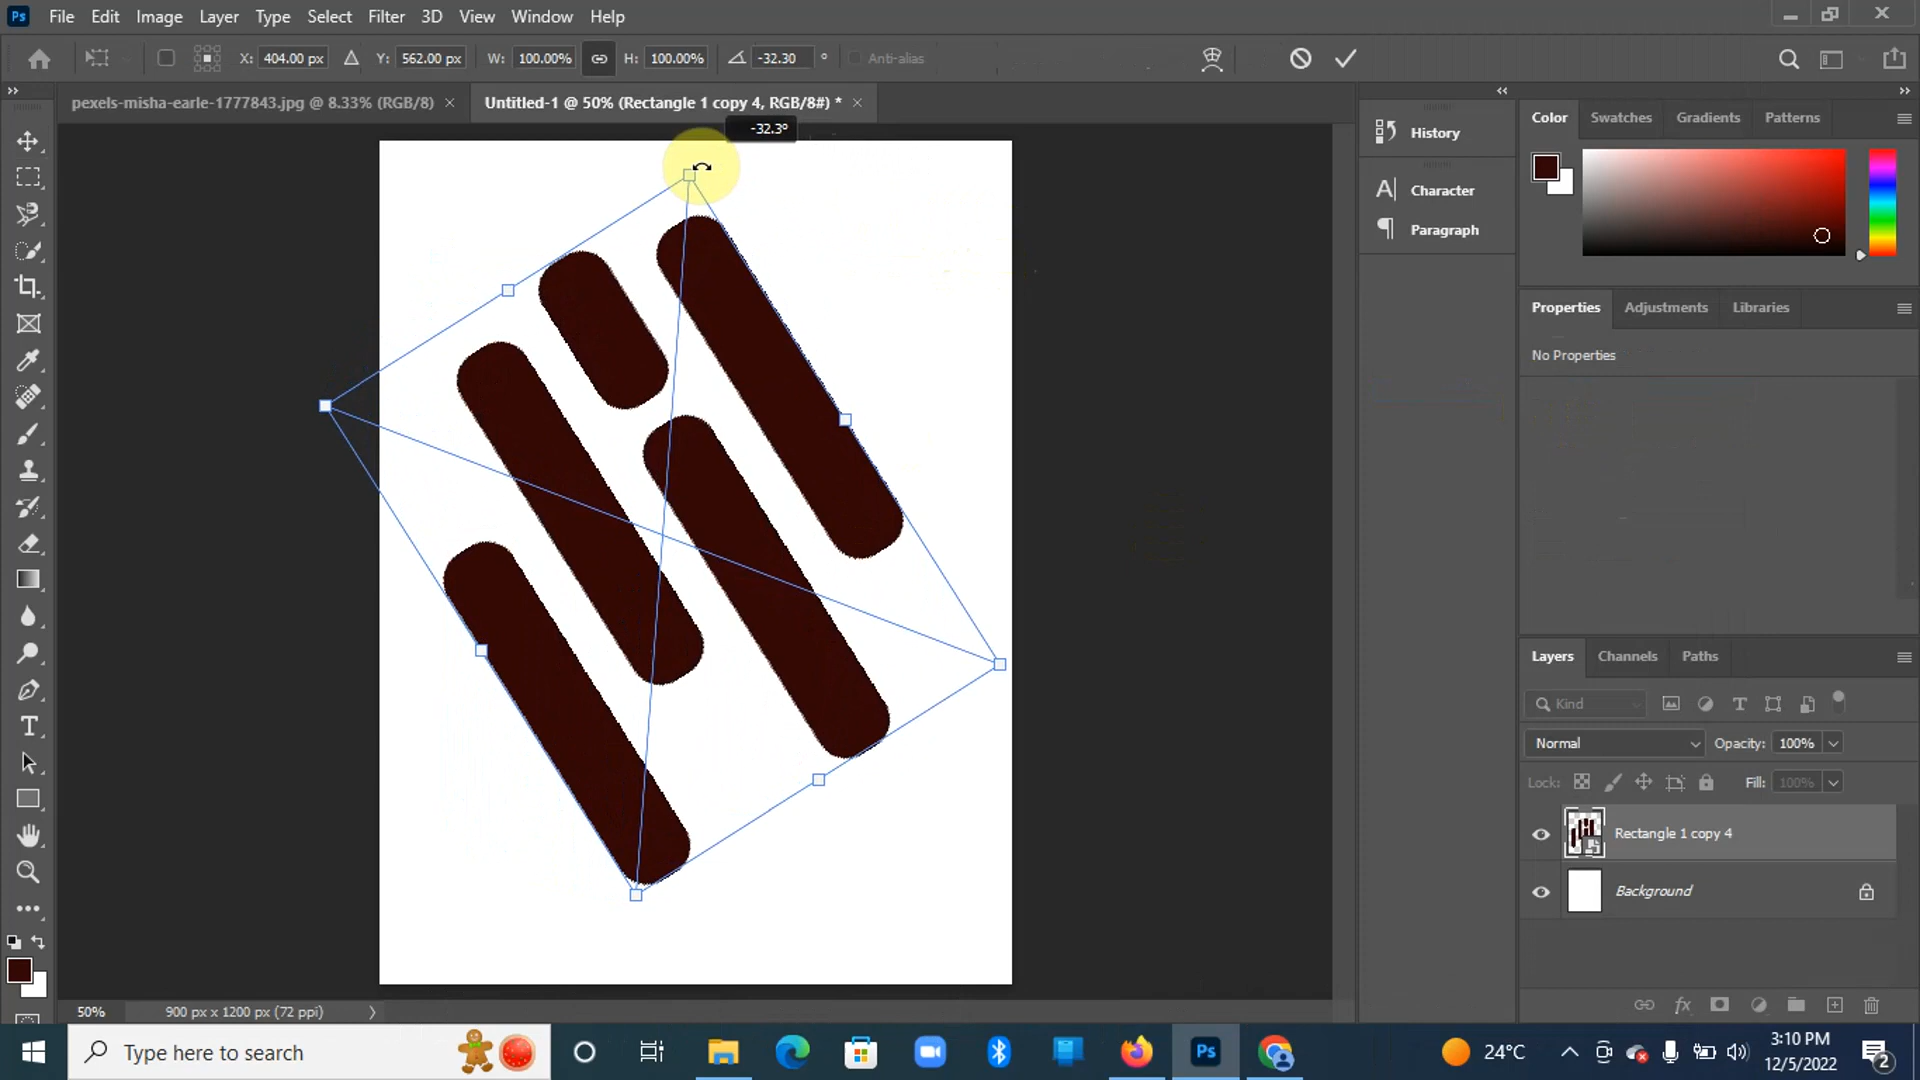 Ps File Edit Image Layer Type Select Filter 3D View Window Help
X: 404.00 px Y: 562.00 px W: 100.00% H: 100.00% -32.30 ° Anti-alias
pexels-misha-earle-1777843.jpg @ 8.33% (RGB/8) × Untitled-1 @ 50% (Rectangle 1 copy 4, RGB/8#) * ×
-32.3°
History
Character
Paragraph
Color Swatches Gradients Patterns
Properties Adjustments Libraries
No Properties
Layers Channels Paths
Kind
Normal Opacity: 100%
Lock: Fill: 100%
Rectangle 1 copy 4
Background
50% 900 px x 1200 px (72 ppi)
Type here to search
Ps
24°C
3:10 PM
12/5/2022
2